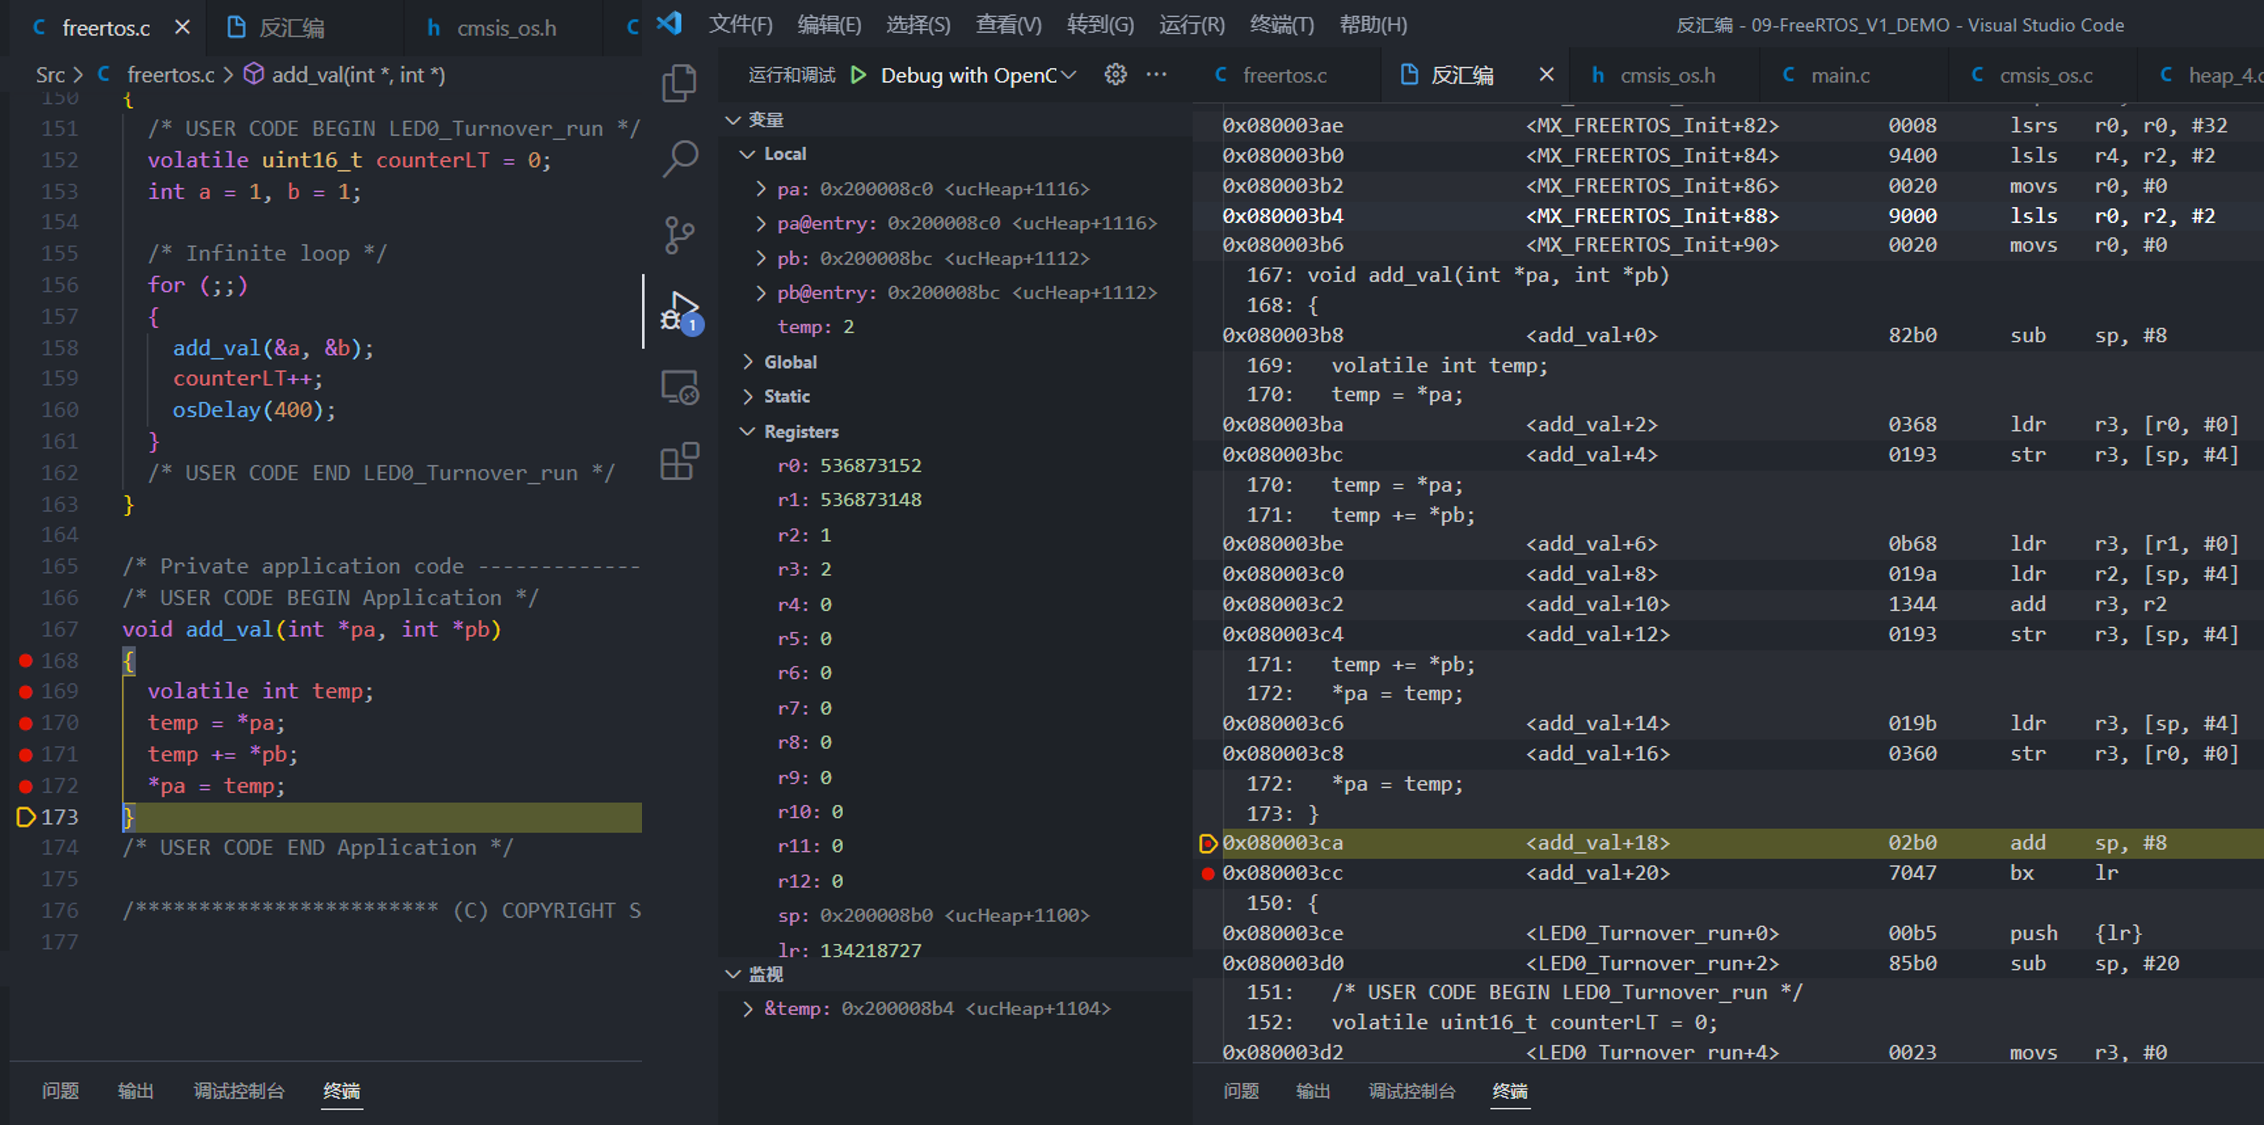 freertos.c
反汇编
cmsis_os.h
Src
freertos.c
add_val(int *, int *)
150 {
151 /* USER CODE BEGIN LED0_Turnover_run */
152 volatile uint16_t counterLT = 0;
153 int a = 1, b = 1;
154
155 /* Infinite loop */
156 for (;;)
157 {
158 add_val(&a, &b);
159 counterLT++;
160 osDelay(400);
161 }
162 /* USER CODE END LED0_Turnover_run */
163 }
164
165 /* Private application code -------------
166 /* USER CODE BEGIN Application */
167 void add_val(int *pa, int *pb)
168 {
169 volatile int temp;
170 temp = *pa;
171 temp += *pb;
172 *pa = temp;
173 }
174 /* USER CODE END Application */
175
176 /************************ (C) COPYRIGHT S
177
问题 输出 调试控制台 终端
文件(F) 编辑(E) 选择(S) 查看(V) 转到(G) 运行(R) 终端(T) 帮助(H)
反汇编 - 09-FreeRTOS_V1_DEMO - Visual Studio Code
运行和调试 Debug with OpenC
1
变量
Local
pa: 0x200008c0 <ucHeap+1116>
pa@entry: 0x200008c0 <ucHeap+1116>
pb: 0x200008bc <ucHeap+1112>
pb@entry: 0x200008bc <ucHeap+1112>
temp: 2
Global
Static
Registers
r0: 536873152
r1: 536873148
r2: 1
r3: 2
r4: 0
r5: 0
r6: 0
r7: 0
r8: 0
r9: 0
r10: 0
r11: 0
r12: 0
sp: 0x200008b0 <ucHeap+1100>
lr: 134218727
监视
&temp: 0x200008b4 <ucHeap+1104>
freertos.c
反汇编
cmsis_os.h
main.c
cmsis_os.c
heap_4.c
0x080003ae <MX_FREERTOS_Init+82> 0008 lsrs r0, r0, #32
0x080003b0 <MX_FREERTOS_Init+84> 9400 lsls r4, r2, #2
0x080003b2 <MX_FREERTOS_Init+86> 0020 movs r0, #0
0x080003b4 <MX_FREERTOS_Init+88> 9000 lsls r0, r2, #2
0x080003b6 <MX_FREERTOS_Init+90> 0020 movs r0, #0
167: void add_val(int *pa, int *pb)
168: {
0x080003b8 <add_val+0> 82b0 sub sp, #8
169: volatile int temp;
170: temp = *pa;
0x080003ba <add_val+2> 0368 ldr r3, [r0, #0]
0x080003bc <add_val+4> 0193 str r3, [sp, #4]
170: temp = *pa;
171: temp += *pb;
0x080003be <add_val+6> 0b68 ldr r3, [r1, #0]
0x080003c0 <add_val+8> 019a ldr r2, [sp, #4]
0x080003c2 <add_val+10> 1344 add r3, r2
0x080003c4 <add_val+12> 0193 str r3, [sp, #4]
171: temp += *pb;
172: *pa = temp;
0x080003c6 <add_val+14> 019b ldr r3, [sp, #4]
0x080003c8 <add_val+16> 0360 str r3, [r0, #0]
172: *pa = temp;
173: }
0x080003ca <add_val+18> 02b0 add sp, #8
0x080003cc <add_val+20> 7047 bx lr
150: {
0x080003ce <LED0_Turnover_run+0> 00b5 push {lr}
0x080003d0 <LED0_Turnover_run+2> 85b0 sub sp, #20
151: /* USER CODE BEGIN LED0_Turnover_run */
152: volatile uint16_t counterLT = 0;
0x080003d2 <LED0_Turnover_run+4> 0023 movs r3, #0
问题 输出 调试控制台 终端